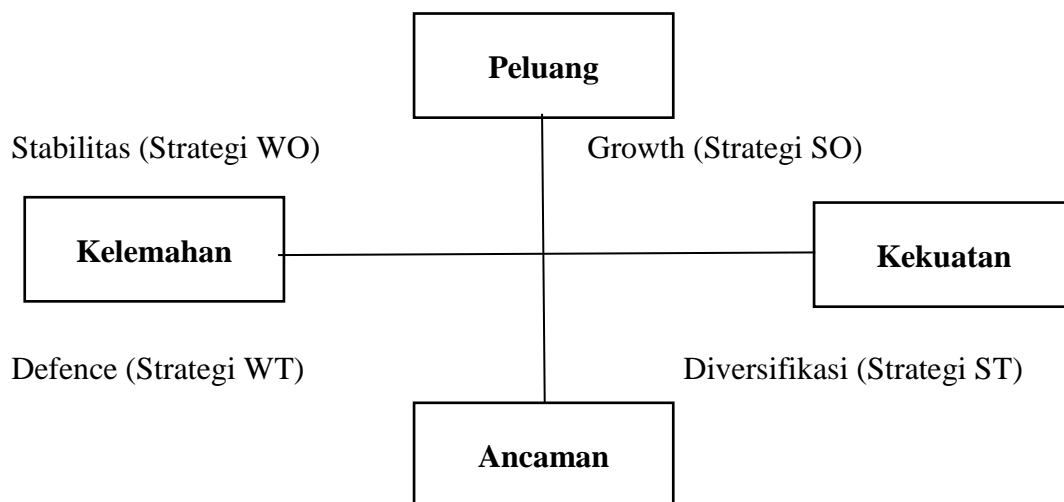 Peluang
Stabilitas (Strategi WO)
Growth (Strategi SO)
Kelemahan
Kekuatan
Defence (Strategi WT)
Diversifikasi (Strategi ST)
Ancaman